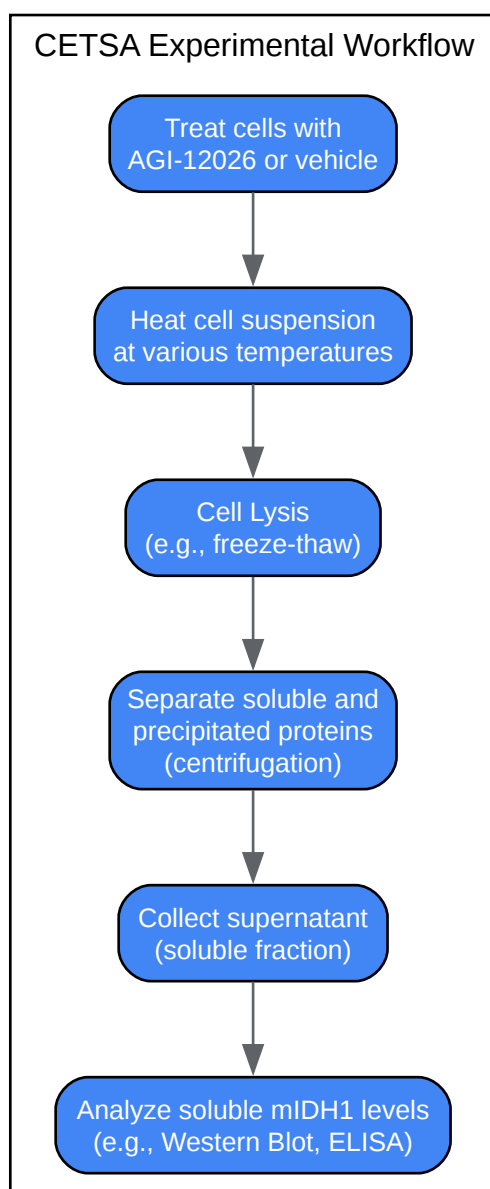 CETSA Experimental Workflow
Treat cells with
AGI-12026 or vehicle
Heat cell suspension
at various temperatures
Cell Lysis
(e.g., freeze-thaw)
Separate soluble and
precipitated proteins
(centrifugation)
Collect supernatant
(soluble fraction)
Analyze soluble mIDH1 levels
(e.g., Western Blot, ELISA)